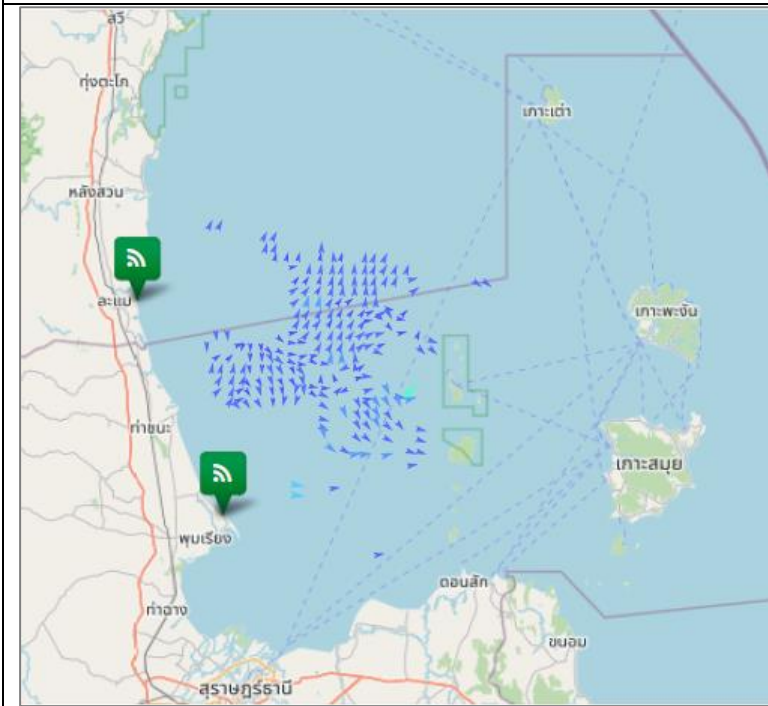 สวี
ทุ่งตะโก
เกาะเต่า
หลังสวน
ละแม
เกาะพะงัน
ท่าชนะ
เกาะสมุย
พุมเรียง
ดอนสัก
ท่าฉาง
ขนอม
สุราษฎร์ธานี